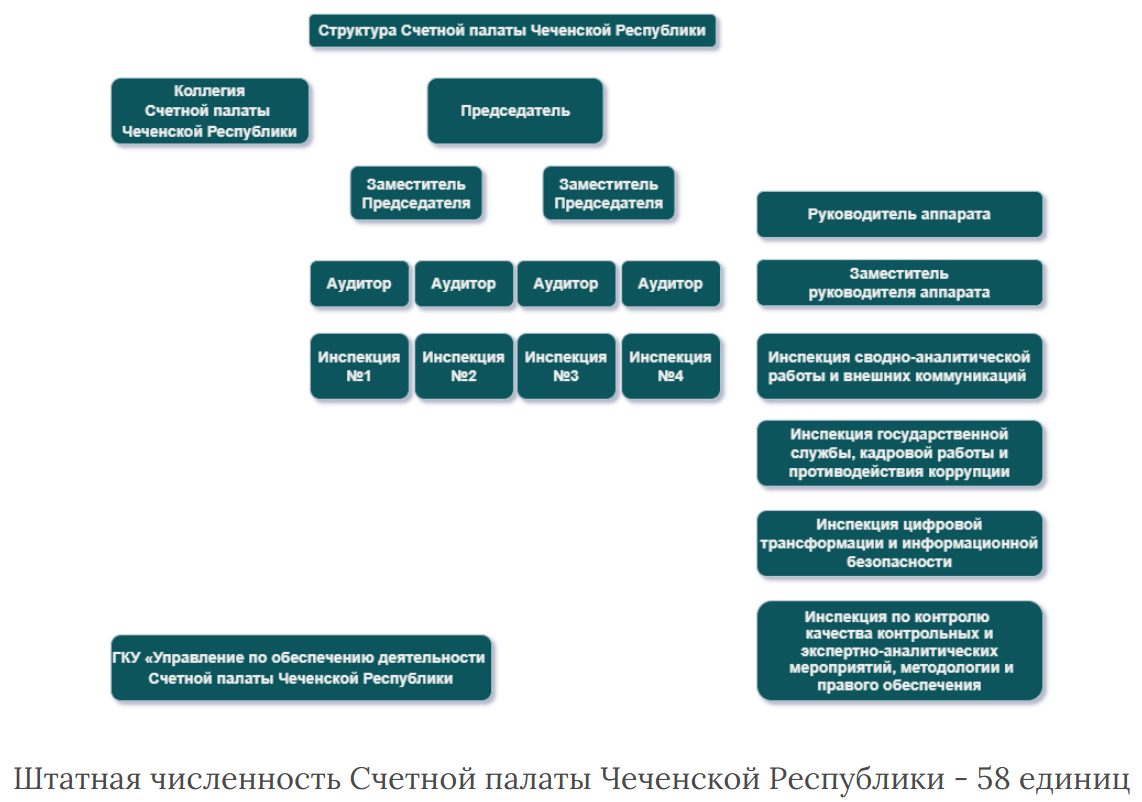 Структура Счетной палаты Чеченской Республики
Коллегия
Счетной палаты
Чеченской Республики
Председатель
Заместитель
Председателя
Заместитель
Председателя
Руководитель аппарата
Аудитор
Аудитор
Аудитор
Аудитор
Заместитель
руководителя аппарата
Инспекция
№1
Инспекция
№2
Инспекция
№3
Инспекция
№4
Инспекция сводно-аналитической
работы и внешних коммуникаций
Инспекция государственной
службы, кадровой работы и
противодействия коррупции
Инспекция цифровой
трансформации и информационной
безопасности
Инспекция по контролю
качества контрольных и
экспертно-аналитических
мероприятий, методологии и
правого обеспечения
ГКУ «Управление по обеспечению деятельности
Счетной палаты Чеченской Республики
Штатная численность Счетной палаты Чеченской Республики - 58 единиц